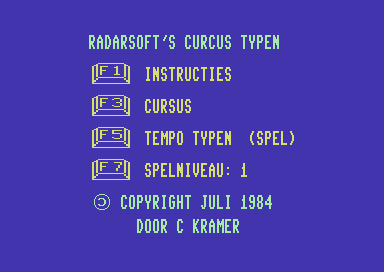 RADARSOFT'S CURCUS TYPEN
F1 INSTRUCTIES
F3 CURSUS
F5 TEMPO TYPEN (SPEL)
F7 SPELNIVEAU: 1
© COPYRIGHT JULI 1984
DOOR C KRAMER